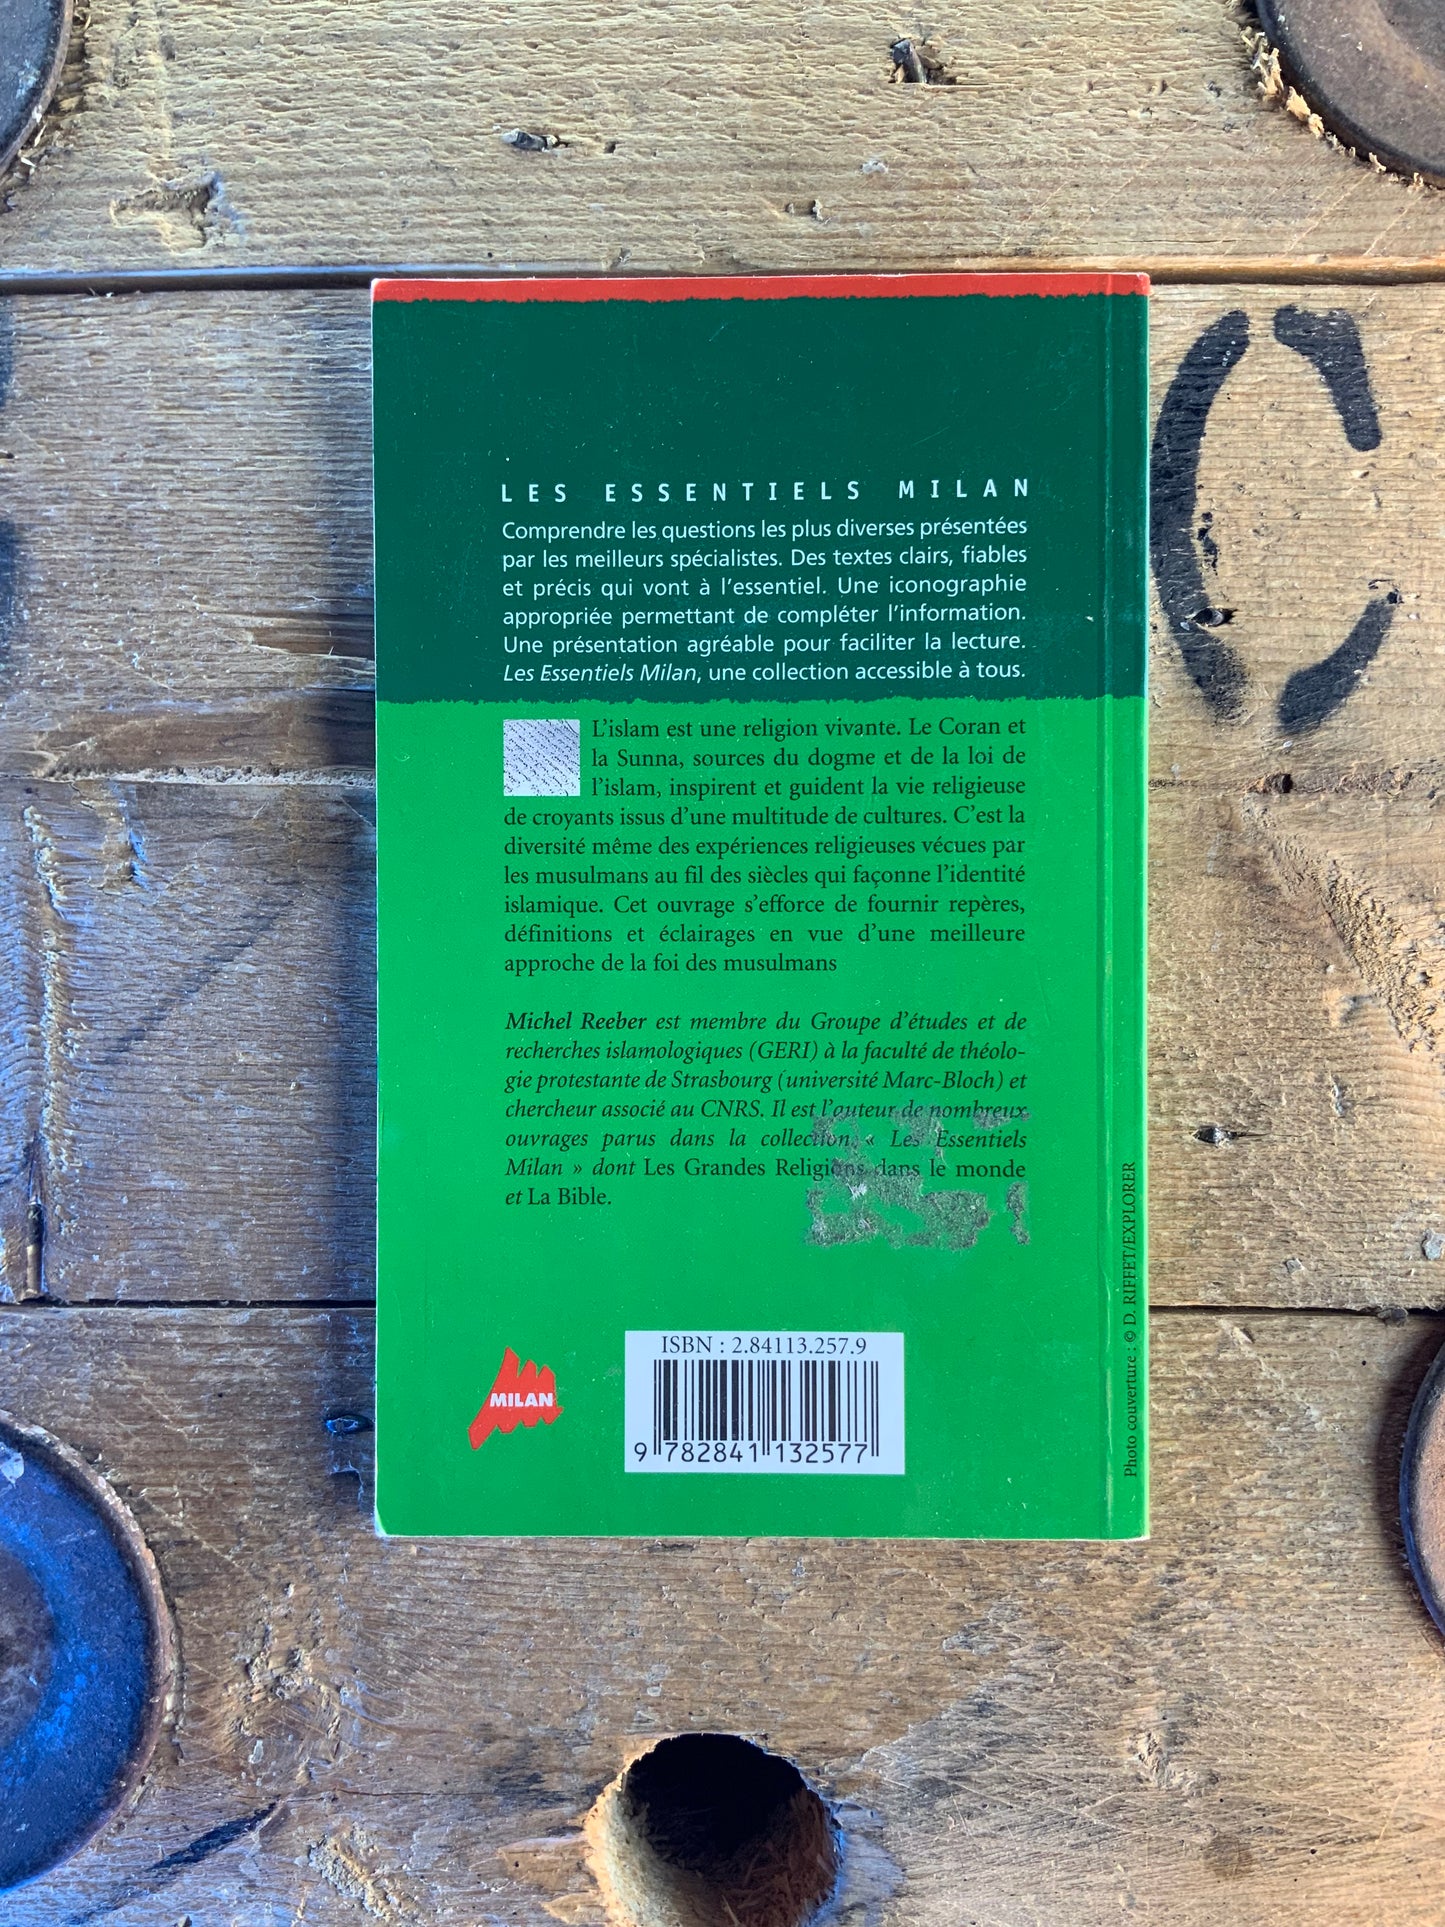 LES ESSENTIELS MILAN
Comprendre les questions les plus diverses présentées
par les meilleurs spécialistes. Des textes clairs, fiables
et précis qui vont à l'essentiel. Une iconographie
appropriée permettant de compléter l'information.
Une présentation agréable pour faciliter la lecture.
Les Essentiels Milan, une collection accessible à tous.
L'islam est une religion vivante. Le Coran et
la Sunna, sources du dogme et de la loi de
l'islam, inspirent et guident la vie religieuse
de croyants issus d'une multitude de cultures. C'est la
diversité même des expériences religieuses vécues par
les musulmans au fil des siècles qui façonne l'identité
islamique. Cet ouvrage s'efforce de fournir repères,
définitions et éclairages en vue d'une meilleure
approche de la foi des musulmans
Michel Reeber est membre du Groupe d'études et de
recherches islamologiques (GERI) à la faculté de théolo-
gie protestante de Strasbourg (université Marc-Bloch) et
chercheur associé au CNRS. Il est l'auteur de nombreux
ouvrages parus dans la collection « Les Essentiels
Milan » dont Les Grandes Religions dans le monde
et La Bible.
MILAN
ISBN : 2.84113.257.9
9 782841 132577
Photo couverture : © D. RIFFET/EXPLORER
C